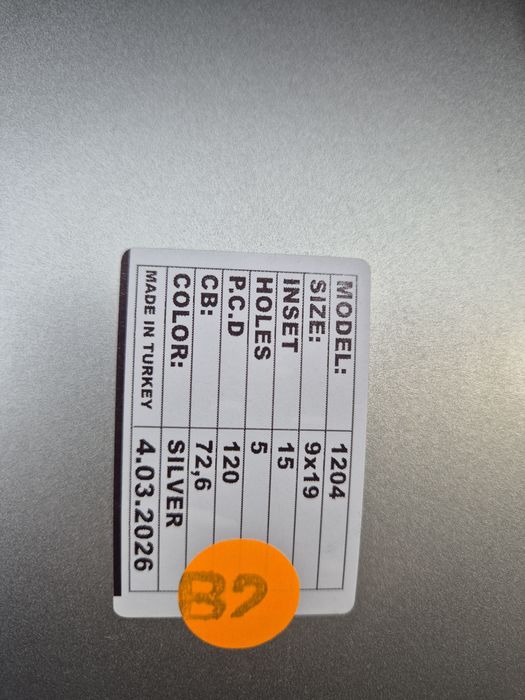 MODEL: 1204
SIZE: 9x19
INSET 15
HOLES 5
P.C.D 120
CB: 72,6
COLOR: SILVER
MADE IN TURKEY 4.03.2026
B2